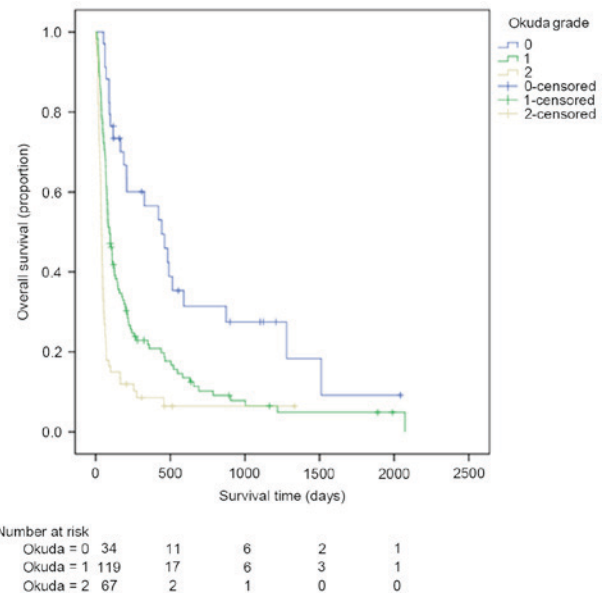 Okuda grade
0
1
2
0-censored
1-censored
2-censored
1.0
0.8
0.6
0.4
0.2
0.0
Overall survival (proportion)
0 500 1000 1500 2000 2500
Survival time (days)
Number at risk
Okuda = 0 34 11 6 2 1
Okuda = 1 119 17 6 3 1
Okuda = 2 67 2 1 0 0